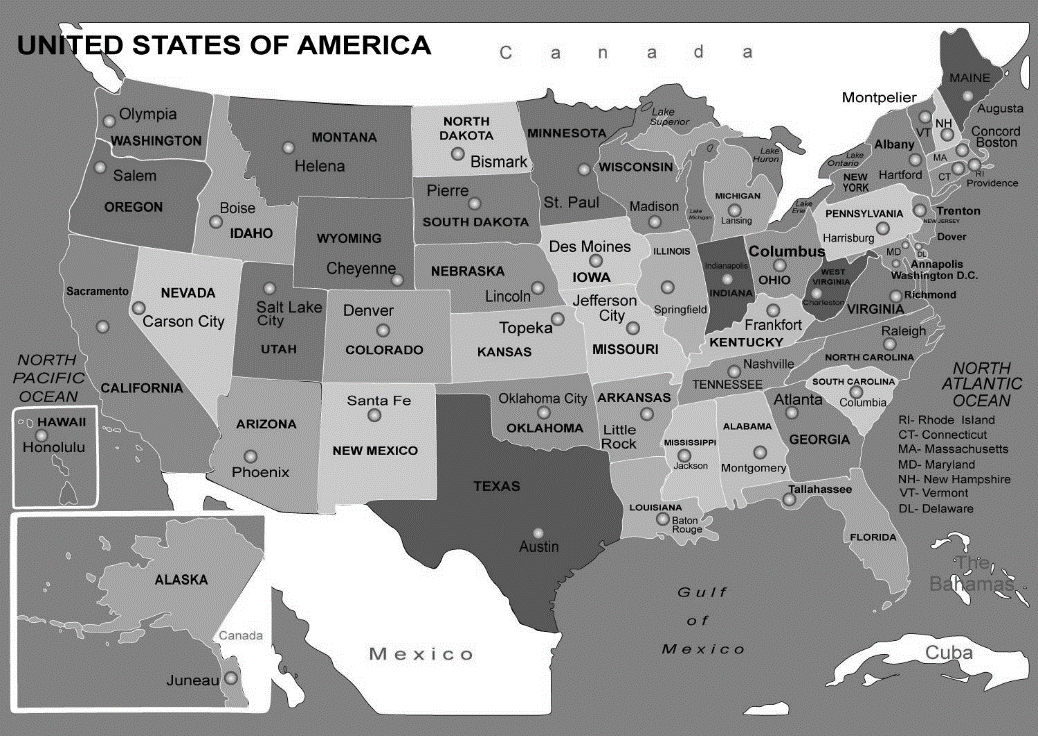 UNITED STATES OF AMERICA
Canada
Olympia
WASHINGTON
Salem
OREGON
MONTANA
Helena
Boise
IDAHO
NORTH
DAKOTA
Bismark
MINNESOTA
St. Paul
Lake
Superior
WISCONSIN
Madison
Lake
Michigan
MICHIGAN
Lansing
Lake
Huron
Lake
Ontario
Lake
Erie
Montpelier
MAINE
Augusta
VT
NH
Concord
Boston
Albany
MA
Hartford
CT
RI
Providence
NEW
YORK
PENNSYLVANIA
Harrisburg
Trenton
NEW JERSEY
Dover
MD
DL
Annapolis
Washington D.C.
Pierre
SOUTH DAKOTA
WYOMING
Cheyenne
NEBRASKA
Lincoln
Des Moines
IOWA
ILLINOIS
Springfield
Indianapolis
INDIANA
Columbus
OHIO
WEST
VIRGINIA
Charleston
Richmond
VIRGINIA
Sacramento
NEVADA
Carson City
CALIFORNIA
Salt Lake
City
UTAH
Denver
COLORADO
Topeka
KANSAS
Jefferson
City
MISSOURI
Frankfort
KENTUCKY
Nashville
TENNESSEE
Raleigh
NORTH CAROLINA
SOUTH CAROLINA
Columbia
NORTH
PACIFIC
OCEAN
HAWAII
Honolulu
ARIZONA
Phoenix
Santa Fe
NEW MEXICO
Oklahoma City
OKLAHOMA
ARKANSAS
Little
Rock
MISSISSIPPI
Jackson
ALABAMA
Montgomery
Atlanta
GEORGIA
TEXAS
Austin
LOUISIANA
Baton
Rouge
Tallahassee
FLORIDA
NORTH
ATLANTIC
OCEAN
RI- Rhode Island
CT- Connecticut
MA- Massachusetts
MD- Maryland
NH- New Hampshire
VT- Vermont
DL- Delaware
ALASKA
Canada
Juneau
Mexico
Gulf
of
Mexico
The
Bahamas
Cuba